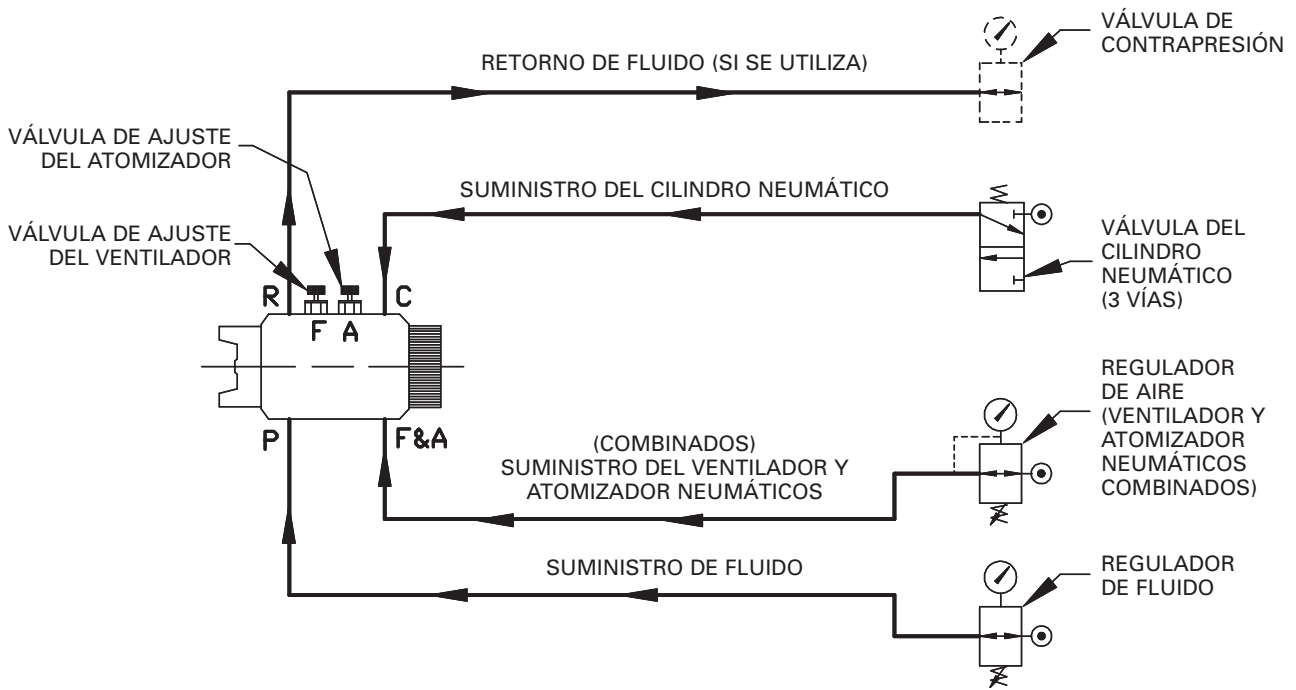 VÁLVULA DE
CONTRAPRESIÓN
RETORNO DE FLUIDO (SI SE UTILIZA)
VÁLVULA DE AJUSTE
DEL ATOMIZADOR
SUMINISTRO DEL CILINDRO NEUMÁTICO
VÁLVULA DE AJUSTE
DEL VENTILADOR
VÁLVULA DEL
CILINDRO
NEUMÁTICO
(3 VÍAS)
R
C
F A
P
F&A
REGULADOR
DE AIRE
(VENTILADOR Y
ATOMIZADOR
NEUMÁTICOS
COMBINADOS)
(COMBINADOS)
SUMINISTRO DEL VENTILADOR Y
ATOMIZADOR NEUMÁTICOS
SUMINISTRO DE FLUIDO
REGULADOR
DE FLUIDO